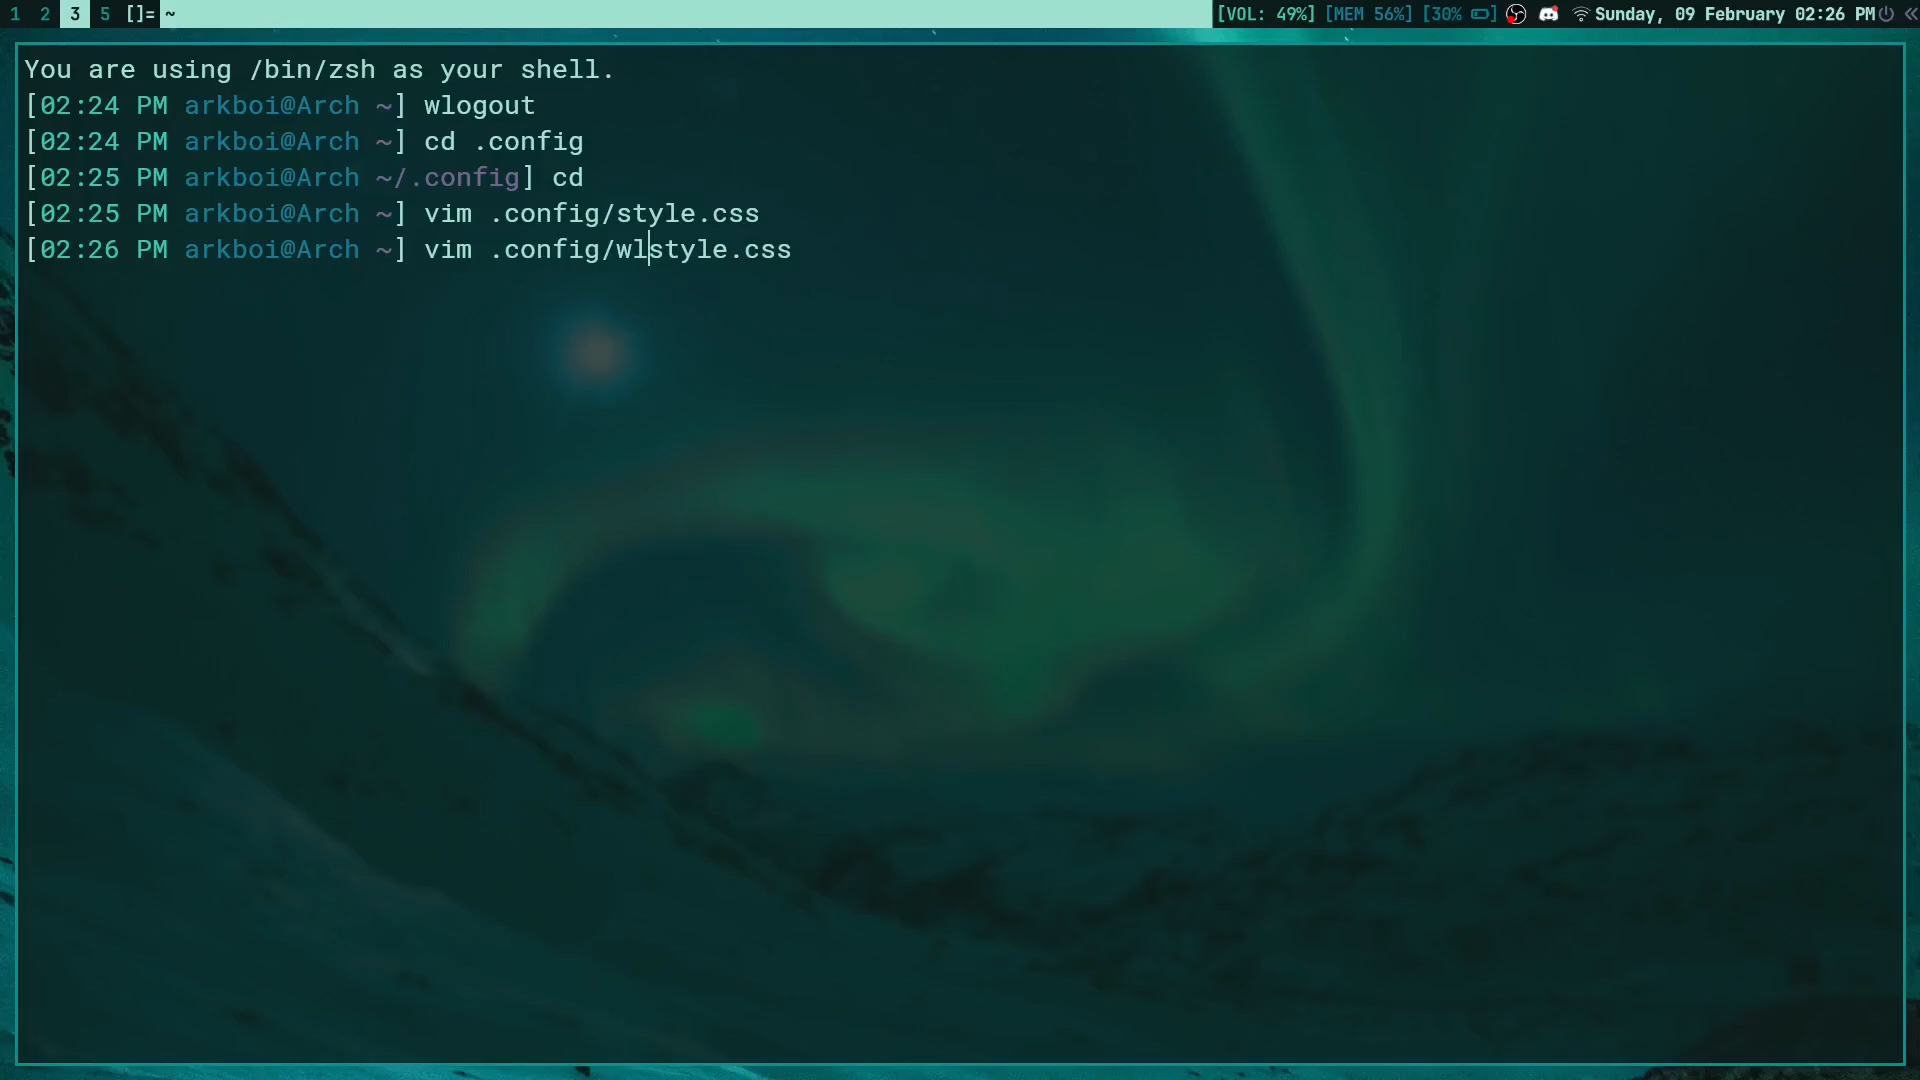 1 2 3 5 []= ~ [VOL: 49%] [MEM 56%] [30% ] Sunday, 09 February 02:26 PM
You are using /bin/zsh as your shell.
[02:24 PM arkboi@Arch ~] wlogout
[02:24 PM arkboi@Arch ~] cd .config
[02:25 PM arkboi@Arch ~/.config] cd
[02:25 PM arkboi@Arch ~] vim .config/style.css
[02:26 PM arkboi@Arch ~] vim .config/wlstyle.css